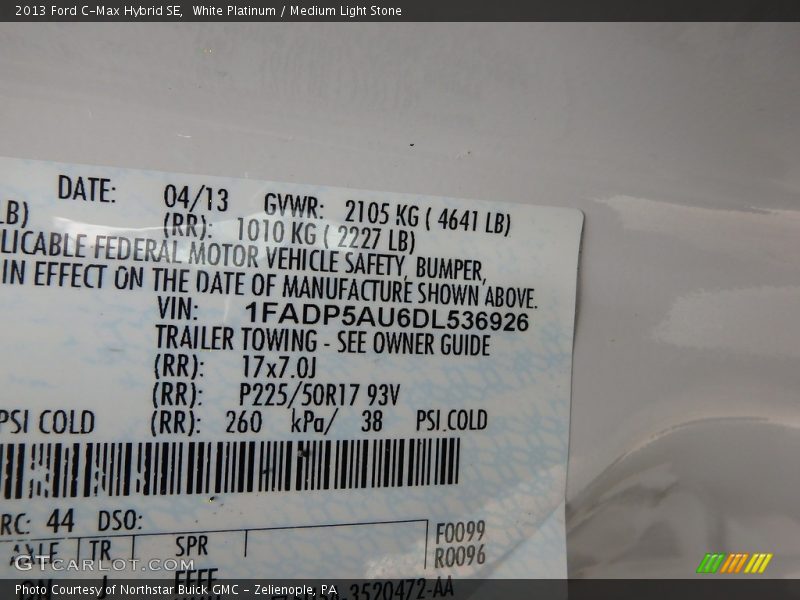 2013 Ford C-Max Hybrid SE, White Platinum / Medium Light Stone
DATE: 04/13 GVWR: 2105 KG ( 4641 LB)
LB) (RR): 1010 KG ( 2227 LB)
LICABLE FEDERAL MOTOR VEHICLE SAFETY, BUMPER,
IN EFFECT ON THE DATE OF MANUFACTURE SHOWN ABOVE.
VIN: 1FADP5AU6DL536926
TRAILER TOWING - SEE OWNER GUIDE
(RR): 17x7.0J
(RR): P225/50R17 93V
PSI COLD (RR): 260 kPa/ 38 PSI COLD
RC: 44 DSO:
AXLE TR SPR F0099
R0096
GTCARLOT.COM
3520472-AA
Photo Courtesy of Northstar Buick GMC - Zelienople, PA